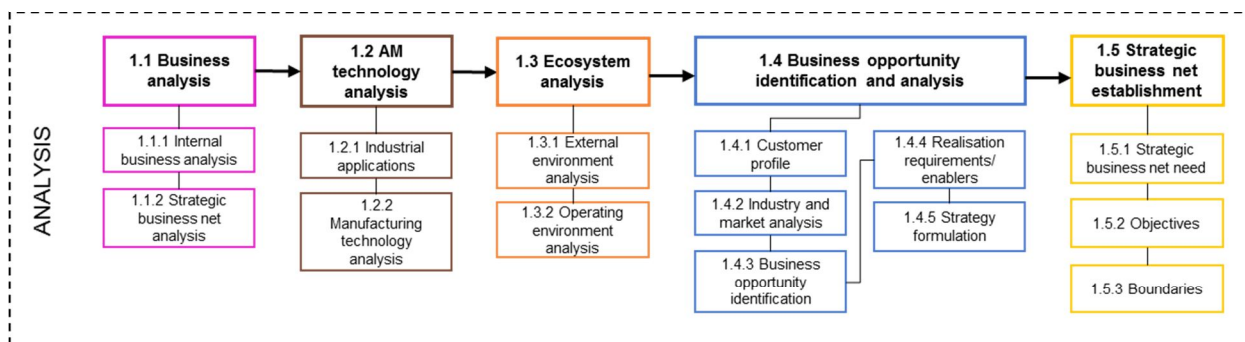 ANALYSIS
1.1 Business
analysis
1.1.1 Internal
business analysis
1.1.2 Strategic
business net
analysis
1.2 AM
technology
analysis
1.2.1 Industrial
applications
1.2.2
Manufacturing
technology
analysis
1.3 Ecosystem
analysis
1.3.1 External
environment
analysis
1.3.2 Operating
environment
analysis
1.4 Business opportunity
identification and analysis
1.4.1 Customer
profile
1.4.2 Industry and
market analysis
1.4.3 Business
opportunity
identification
1.4.4 Realisation
requirements/
enablers
1.4.5 Strategy
formulation
1.5 Strategic
business net
establishment
1.5.1 Strategic
business net need
1.5.2 Objectives
1.5.3 Boundaries